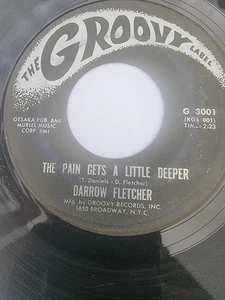 THE GROOVY LABEL
GESAKA PUB. BMI
MURIEL MUSIC
CORP. BMI
G 3001
(KGS 001)
TIME: 2:23
THE PAIN GETS A LITTLE DEEPER
(T. Daniels - D. Fletcher)
DARROW FLETCHER
Mfg. by GROOVY RECORDS, INC.
1650 BROADWAY, N.Y.C.